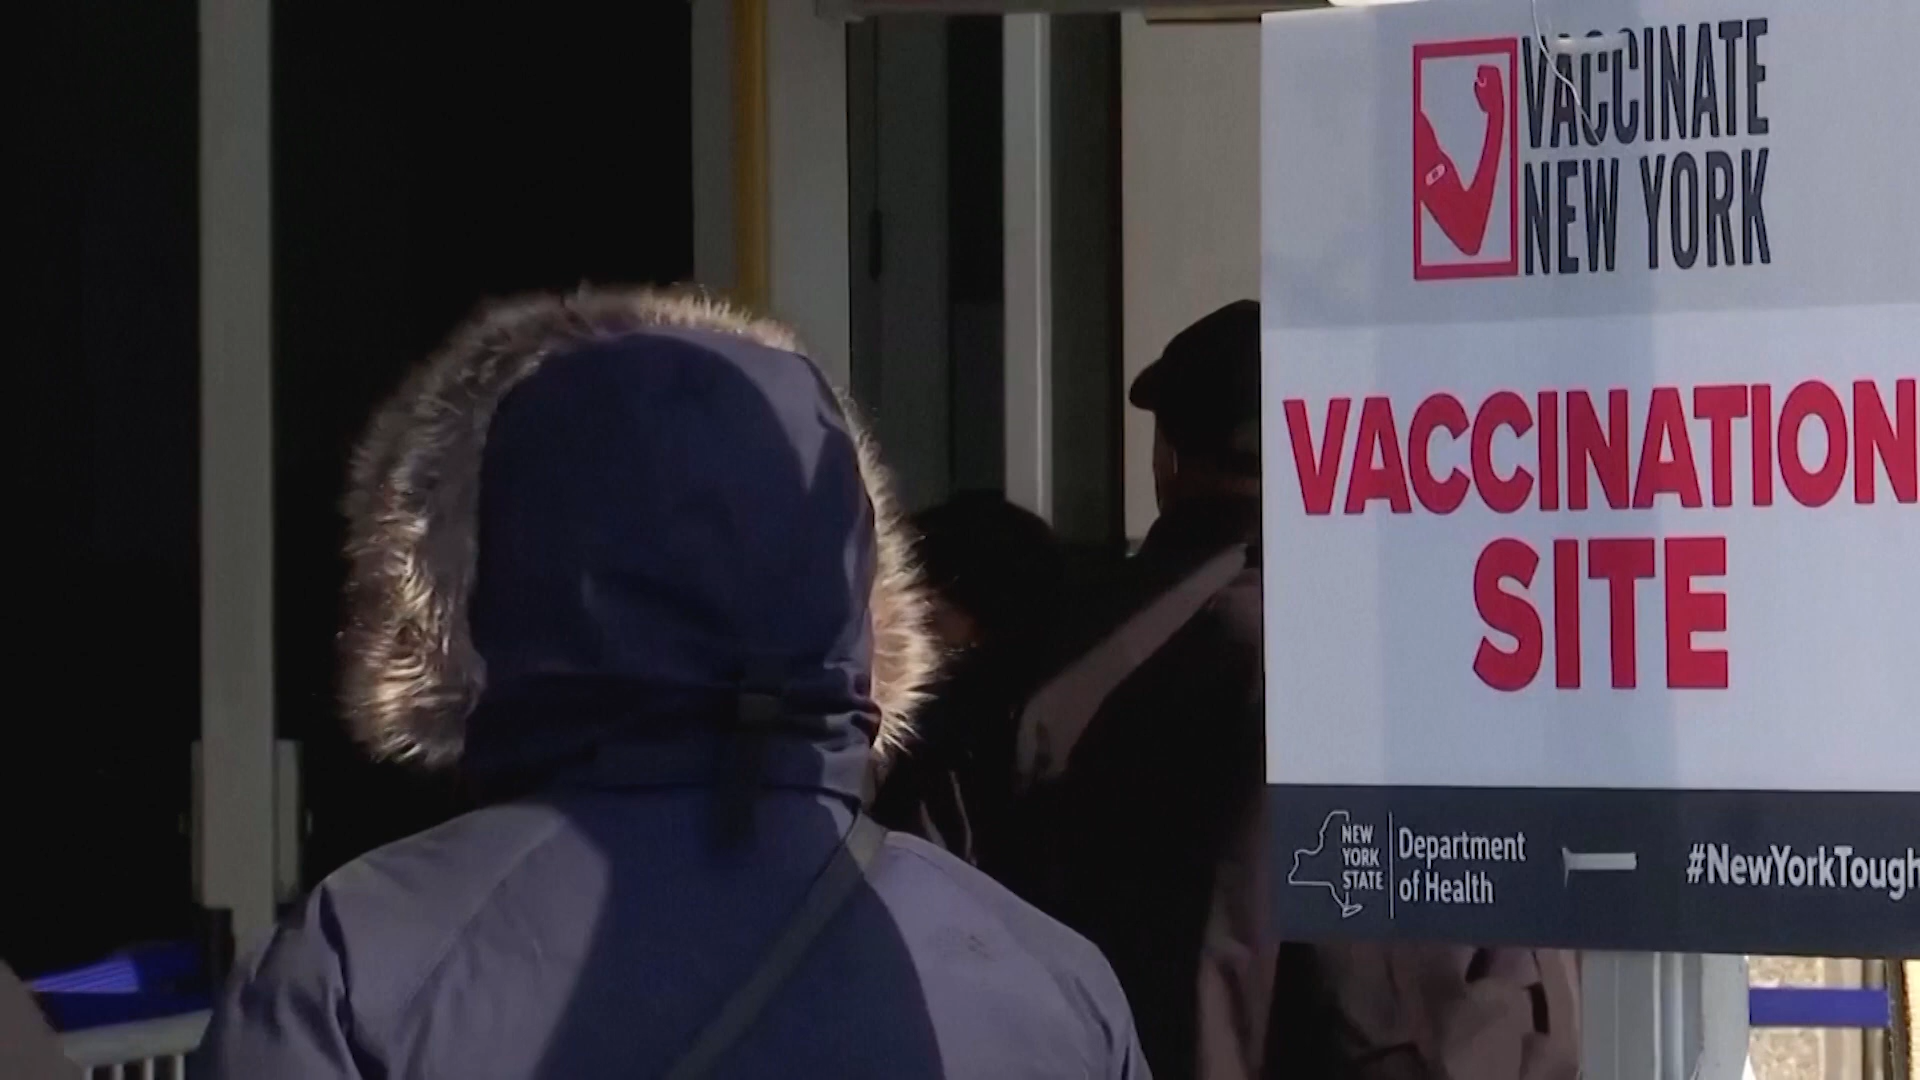 VACCINATE
NEW YORK
VACCINATION
SITE
NEW
YORK
STATE
Department
of Health
#NewYorkTough